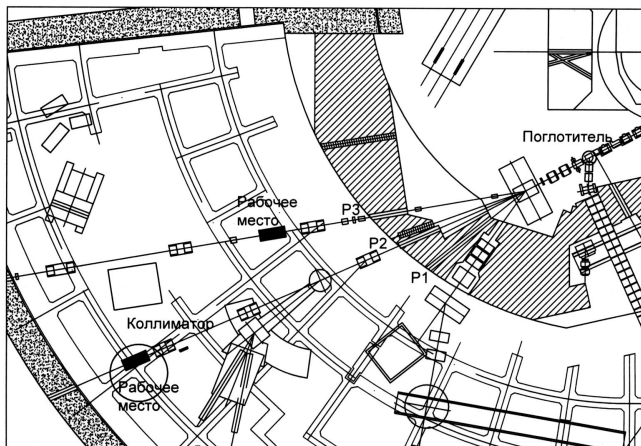 Поглотитель
Рабочее
место
P3
P2
P1
Коллиматор
Рабочее
место